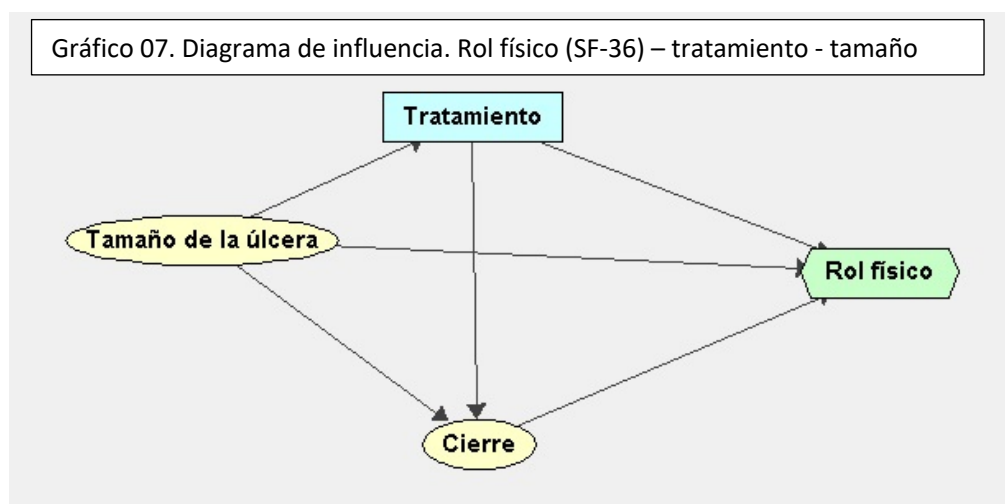 Gráfico 07. Diagrama de influencia. Rol físico (SF-36) – tratamiento - tamaño
Tratamiento
Tamaño de la úlcera
Rol físico
Cierre